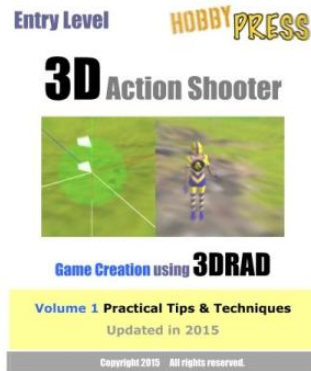 Entry Level HOBBY PRESS
3D Action Shooter
Game Creation using 3DRAD
Volume 1 Practical Tips & Techniques
Updated in 2015
Copyright 2015 All rights reserved.